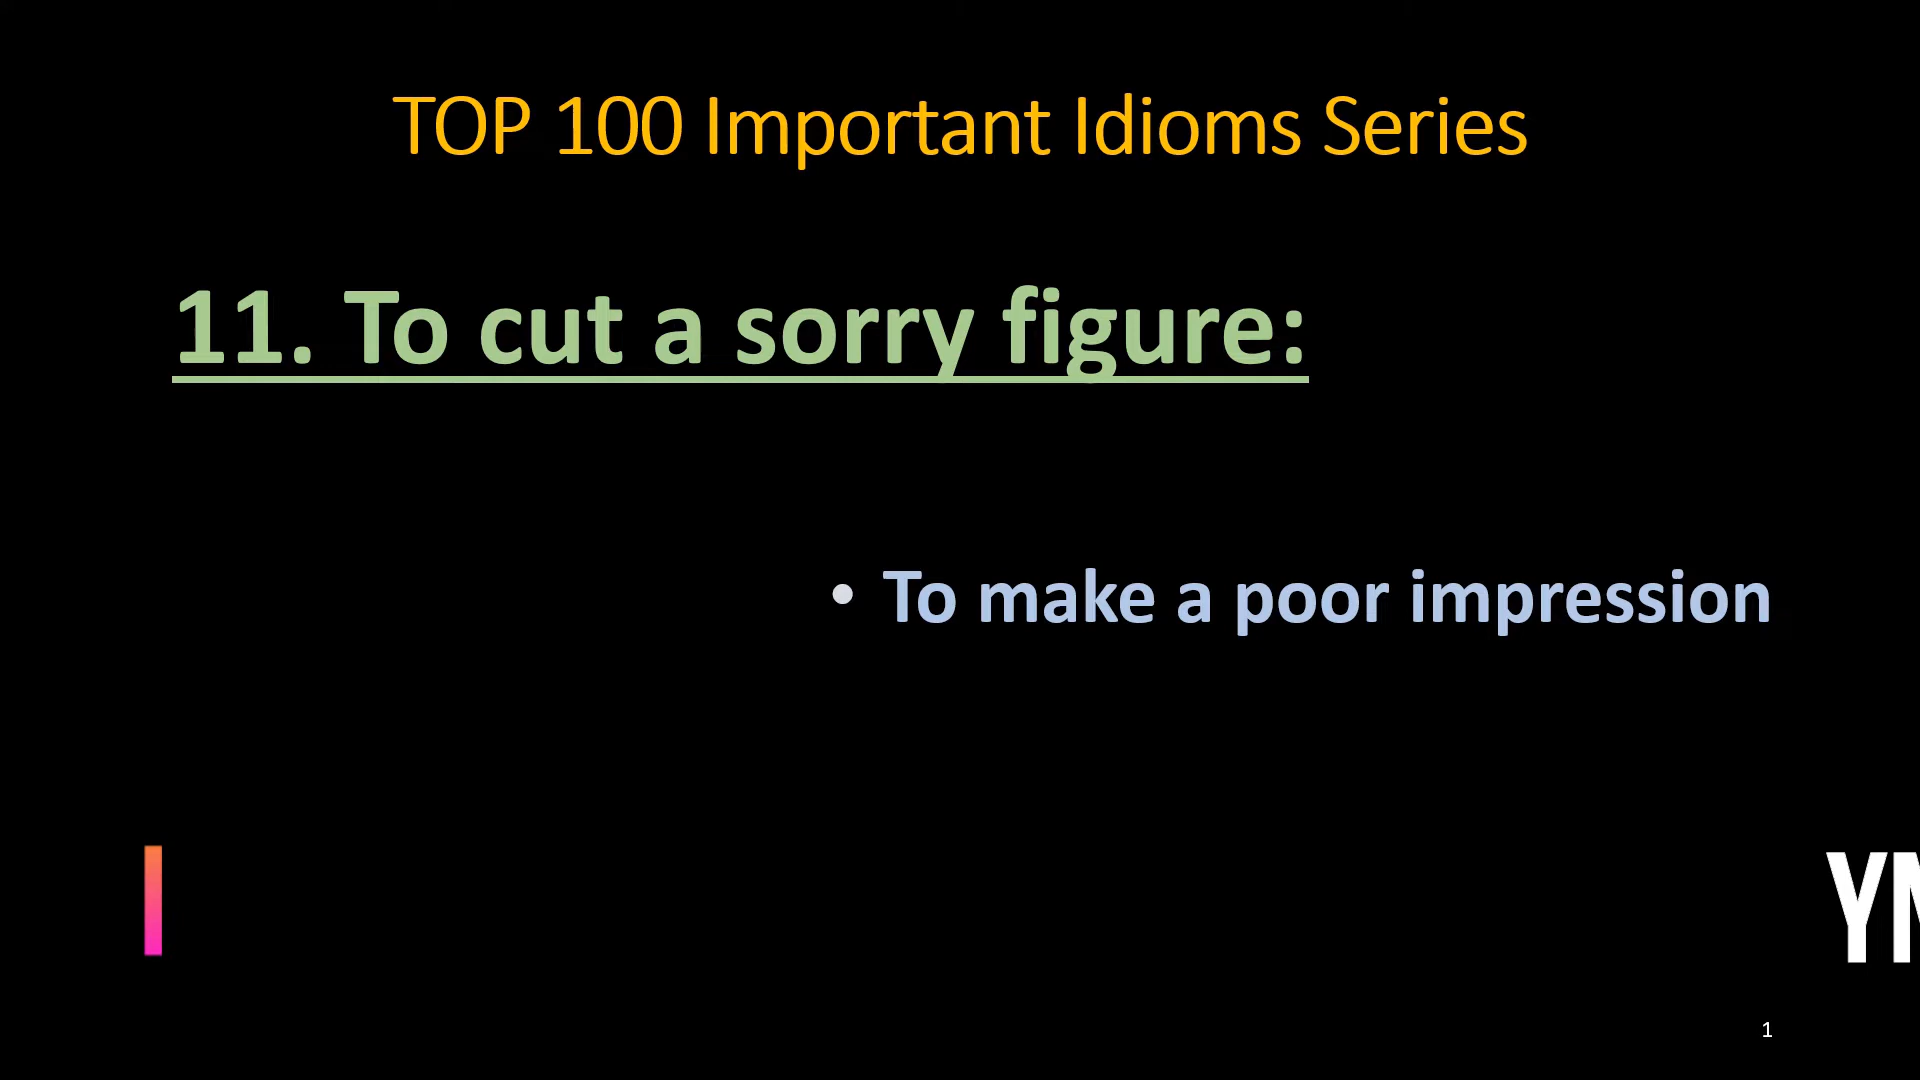 TOP 100 Important Idioms Series
11. To cut a sorry figure:
• To make a poor impression
1